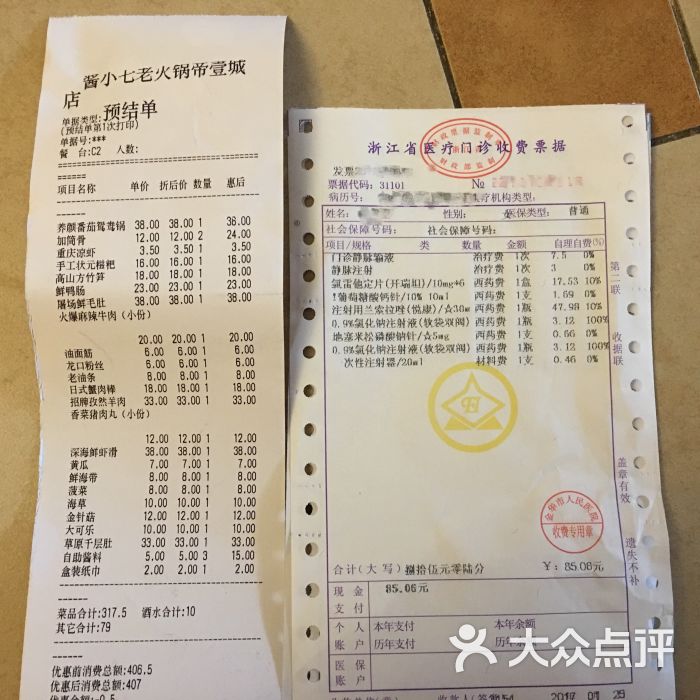 酱小七老火锅帝壹城
店
预结单
单据类型:
(预结单第1次打印)
单据号:***
餐 台:C2 人数:
项目名称 单价 折后价 数量 惠后
养颜番茄鸳鸯锅 38.00 38.00 1 36.00
加筒骨 12.00 12.00 2 24.00
重庆凉虾 3.50 3.50 1 3.50
手工状元糍粑 16.00 16.00 1 16.00
高山方竹笋 18.00 18.00 1 18.00
鲜鸭肠 23.00 23.00 1 23.00
屠场鲜毛肚 38.00 38.00 1 38.00
火爆麻辣牛肉(小份)
20.00 20.00 1 20.00
油面筋 6.00 6.00 1 6.00
龙口粉丝 6.00 6.00 1 6.00
老油条 8.00 8.00 1 8.00
日式蟹肉棒 18.00 18.00 1 18.00
招牌孜然羊肉 33.00 33.00 1 33.00
香菜猪肉丸(小份)
12.00 12.00 1 12.00
深海鲜虾滑 38.00 38.00 1 38.00
黄瓜 7.00 7.00 1 7.00
鲜海带 8.00 8.00 1 8.00
菠菜 8.00 8.00 1 8.00
海草 10.00 10.00 1 10.00
金针菇 12.00 12.00 1 12.00
大可乐 10.00 10.00 1 10.00
草原千层肚 33.00 33.00 1 33.00
自助酱料 5.00 5.00 3 15.00
盒装纸巾 2.00 2.00 1 2.00
菜品合计:317.5 酒水合计:10
其它合计:79
优惠前消费总额:406.5
优惠后消费总额:407
浙江省医疗门诊收费票据
发票
票据代码:31101 №
病历号: 医疗机构类型:
姓名: 性别: 女 医保类型: 普通
社会保障卡号: 社会保障号码:
项目/规格 类 数量 金额 自理自费(%)
门诊静脉输液 治疗费 1次 7.5 0%
静脉注射 治疗费 1次 3 0%
氯雷他定片(开瑞坦)/10mg*6 西药费 1盒 17.53 10%
!葡萄糖酸钙针/10% 10ml 西药费 1支 1.69 0%
注射用兰索拉唑(悦康)/☆30m 西药费 1瓶 47.98 10%
0.9%氯化钠注射液(软袋双阀) 西药费 1瓶 3.12 100%
地塞米松磷酸钠针/☆5mg 西药费 1支 0.66 0%
0.9%氯化钠注射液(软袋双阀) 西药费 1瓶 3.12 100%
一次性注射器/20ml 材料费 1支 0.46 0%
第二联
收据联
盖章有效
遗失不补
金华市人民医院
收费专用章
合计(大写) 捌拾伍元零陆分 ¥: 85.06元
现金支付 85.06元
个人账户 本年支付 本年余额
历年支付 历年余额
医保账户
大众点评